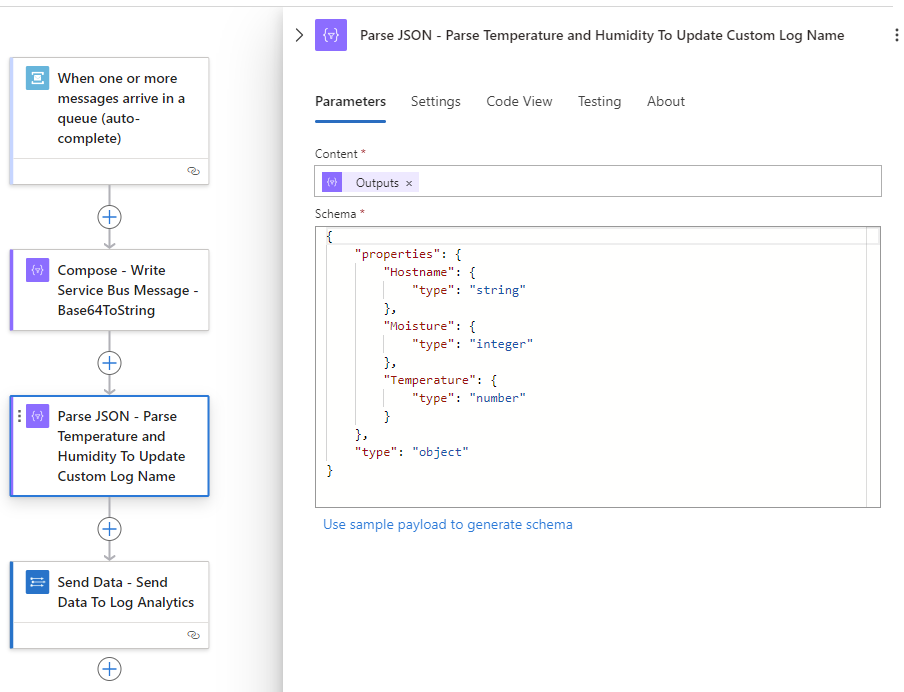 When one or more
messages arrive in a
queue (auto-
complete)
Compose - Write
Service Bus Message -
Base64ToString
Parse JSON - Parse
Temperature and
Humidity To Update
Custom Log Name
Send Data - Send
Data To Log Analytics
Parse JSON - Parse Temperature and Humidity To Update Custom Log Name
Parameters Settings Code View Testing About
Content *
Outputs ×
Schema *
{
    "properties": {
        "Hostname": {
            "type": "string"
        },
        "Moisture": {
            "type": "integer"
        },
        "Temperature": {
            "type": "number"
        }
    },
    "type": "object"
}
Use sample payload to generate schema